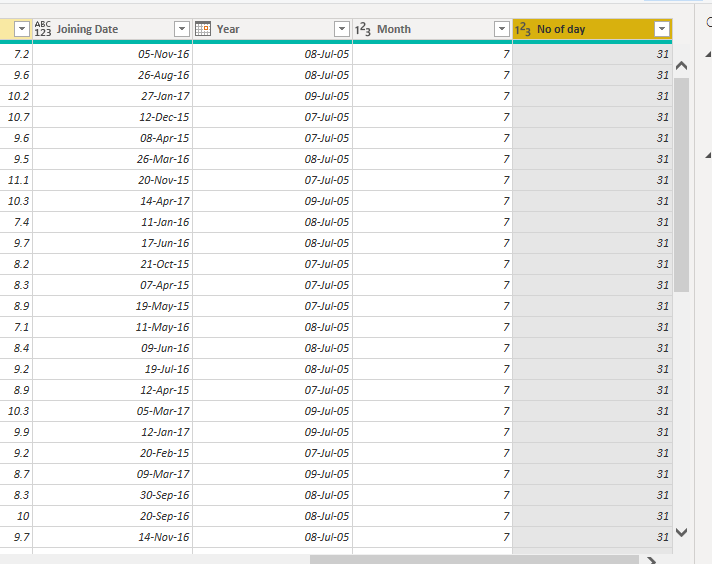 ABC 123 Joining Date Year 123 Month 123 No of day
7.2 05-Nov-16 08-Jul-05 7 31
9.6 26-Aug-16 08-Jul-05 7 31
10.2 27-Jan-17 09-Jul-05 7 31
10.7 12-Dec-15 07-Jul-05 7 31
9.6 08-Apr-15 07-Jul-05 7 31
9.5 26-Mar-16 08-Jul-05 7 31
11.1 20-Nov-15 07-Jul-05 7 31
10.3 14-Apr-17 09-Jul-05 7 31
7.4 11-Jan-16 08-Jul-05 7 31
9.7 17-Jun-16 08-Jul-05 7 31
8.2 21-Oct-15 07-Jul-05 7 31
8.3 07-Apr-15 07-Jul-05 7 31
8.9 19-May-15 07-Jul-05 7 31
7.1 11-May-16 08-Jul-05 7 31
8.4 09-Jun-16 08-Jul-05 7 31
9.2 19-Jul-16 08-Jul-05 7 31
8.9 12-Apr-15 07-Jul-05 7 31
10.3 05-Mar-17 09-Jul-05 7 31
9.9 12-Jan-17 09-Jul-05 7 31
9.2 20-Feb-15 07-Jul-05 7 31
8.7 09-Mar-17 09-Jul-05 7 31
8.3 30-Sep-16 08-Jul-05 7 31
10 20-Sep-16 08-Jul-05 7 31
9.7 14-Nov-16 08-Jul-05 7 31